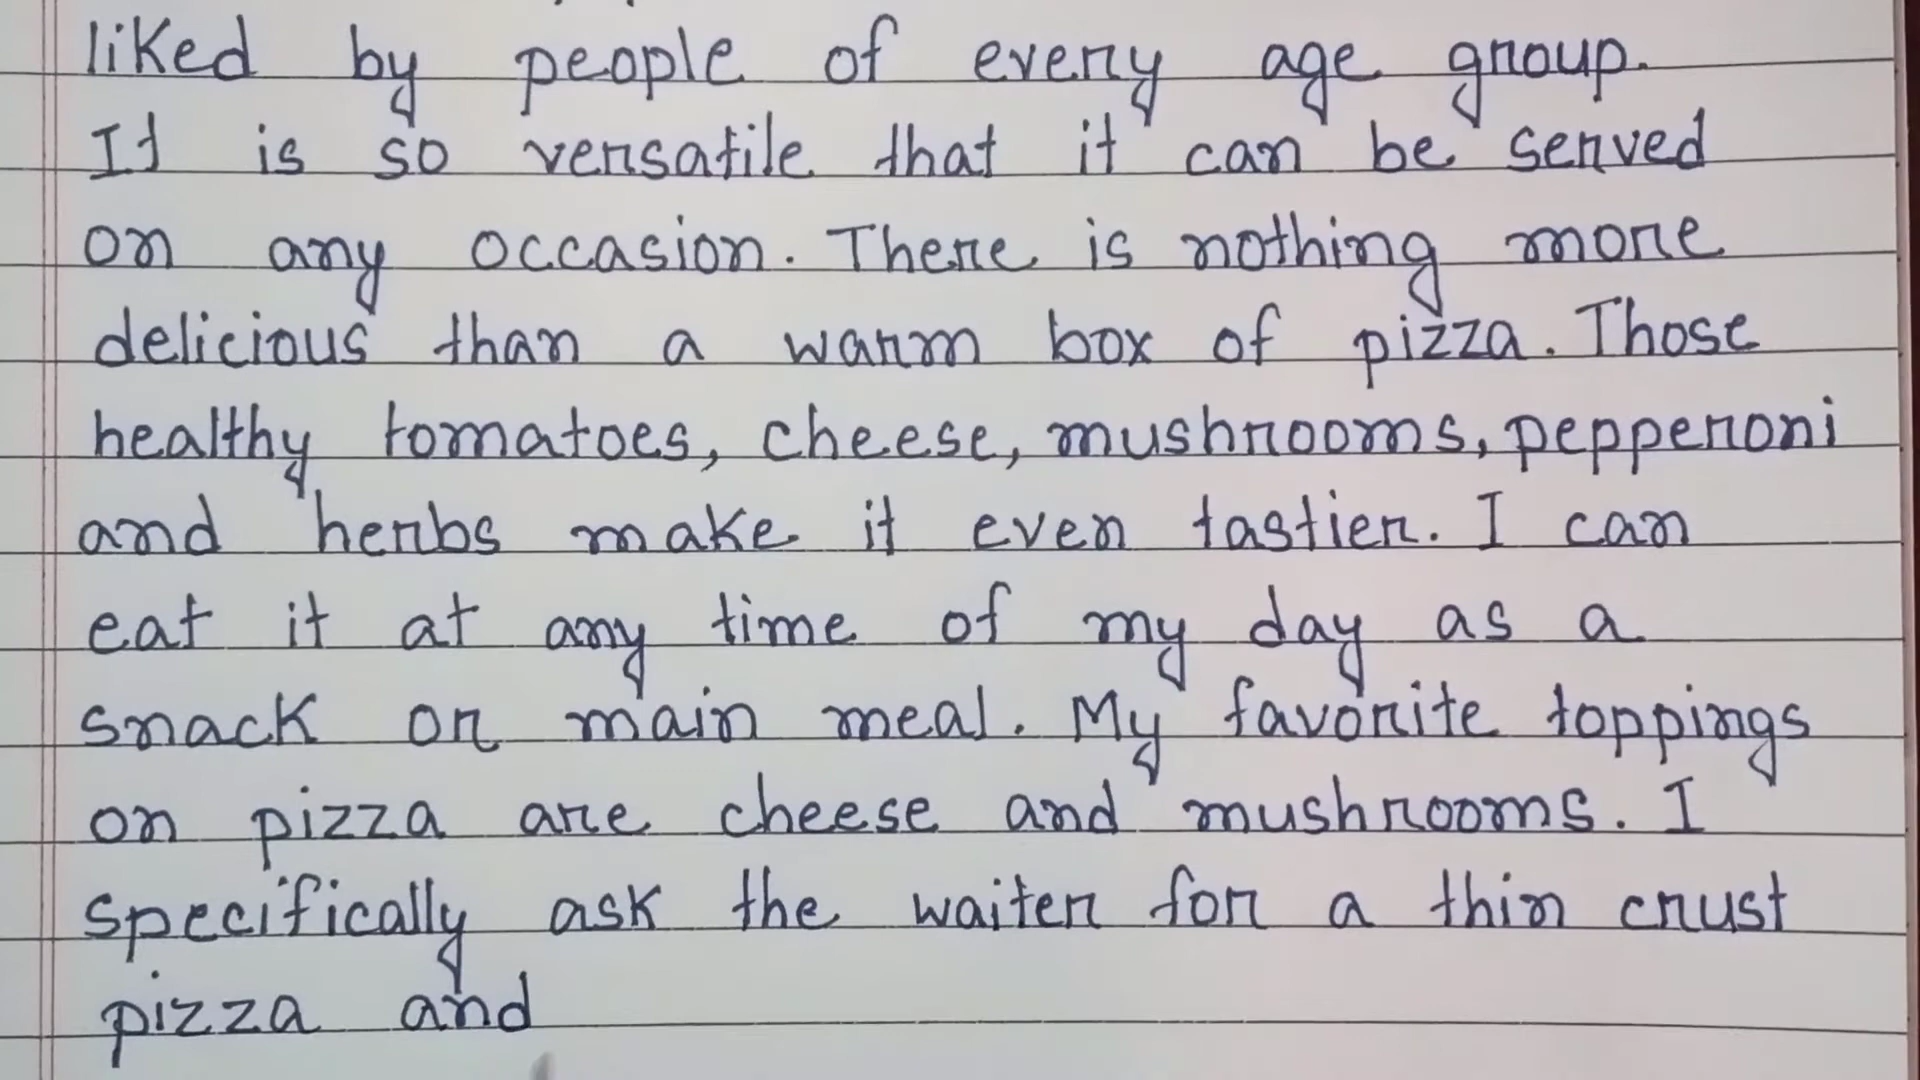 liked by people of every age group.
It is so versatile that it can be served
on any occasion. There is nothing more
delicious than a warm box of pizza. Those
healthy tomatoes, cheese, mushrooms, pepperoni
and herbs make it even tastier. I can
eat it at any time of my day as a
snack or main meal. My favorite toppings
on pizza are cheese and mushrooms. I
specifically ask the waiter for a thin crust
pizza and